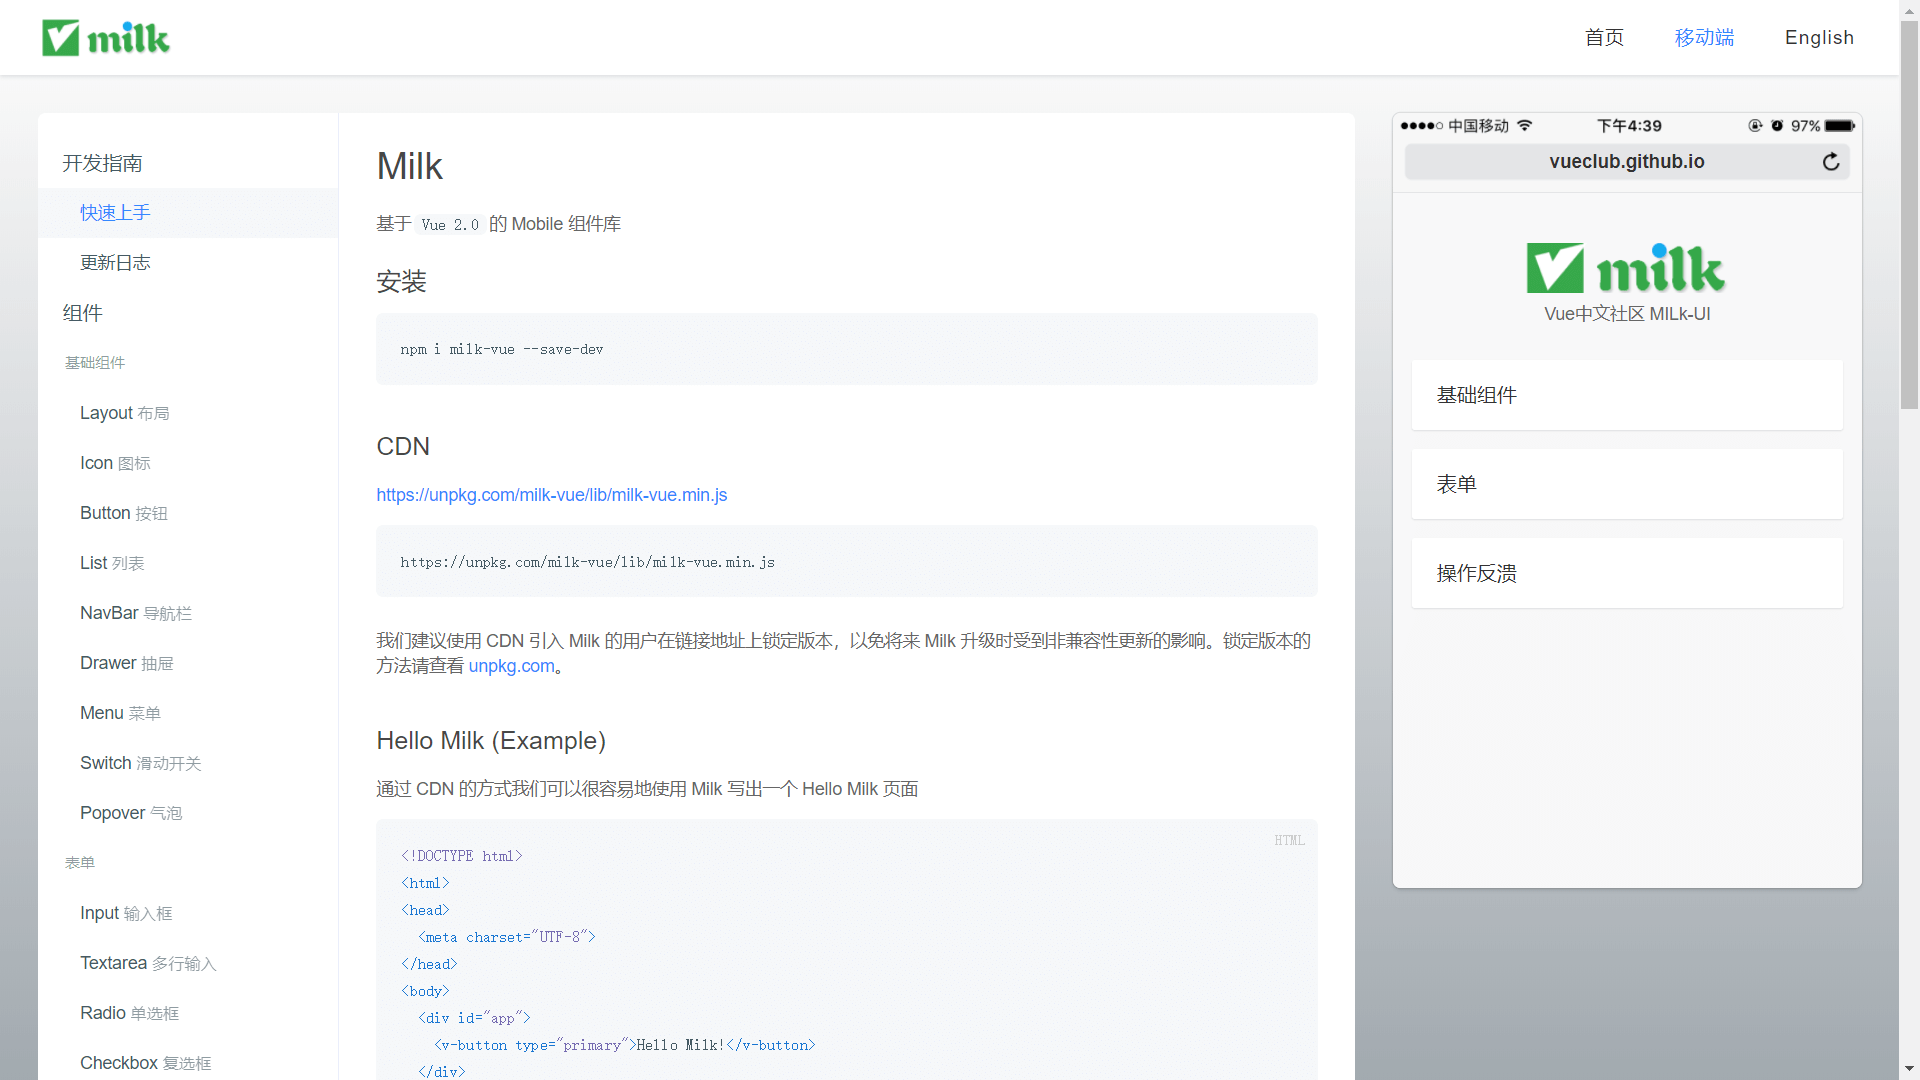 milk
首页
移动端
English
开发指南
快速上手
更新日志
组件
基础组件
Layout 布局
Icon 图标
Button 按钮
List 列表
NavBar 导航栏
Drawer 抽屉
Menu 菜单
Switch 滑动开关
Popover 气泡
表单
Input 输入框
Textarea 多行输入
Radio 单选框
Checkbox 复选框
Milk
基于 Vue 2.0 的 Mobile 组件库
安装
npm i milk-vue --save-dev
CDN
https://unpkg.com/milk-vue/lib/milk-vue.min.js
https://unpkg.com/milk-vue/lib/milk-vue.min.js
我们建议使用 CDN 引入 Milk 的用户在链接地址上锁定版本，以免将来 Milk 升级时受到非兼容性更新的影响。锁定版本的
方法请查看 unpkg.com。
Hello Milk (Example)
通过 CDN 的方式我们可以很容易地使用 Milk 写出一个 Hello Milk 页面
HTML
<!DOCTYPE html>
<html>
<head>
<meta charset="UTF-8">
</head>
<body>
<div id="app">
<v-button type="primary">Hello Milk!</v-button>
</div>
中国移动
下午4:39
97%
vueclub.github.io
milk
Vue中文社区 MILk-UI
基础组件
表单
操作反溃